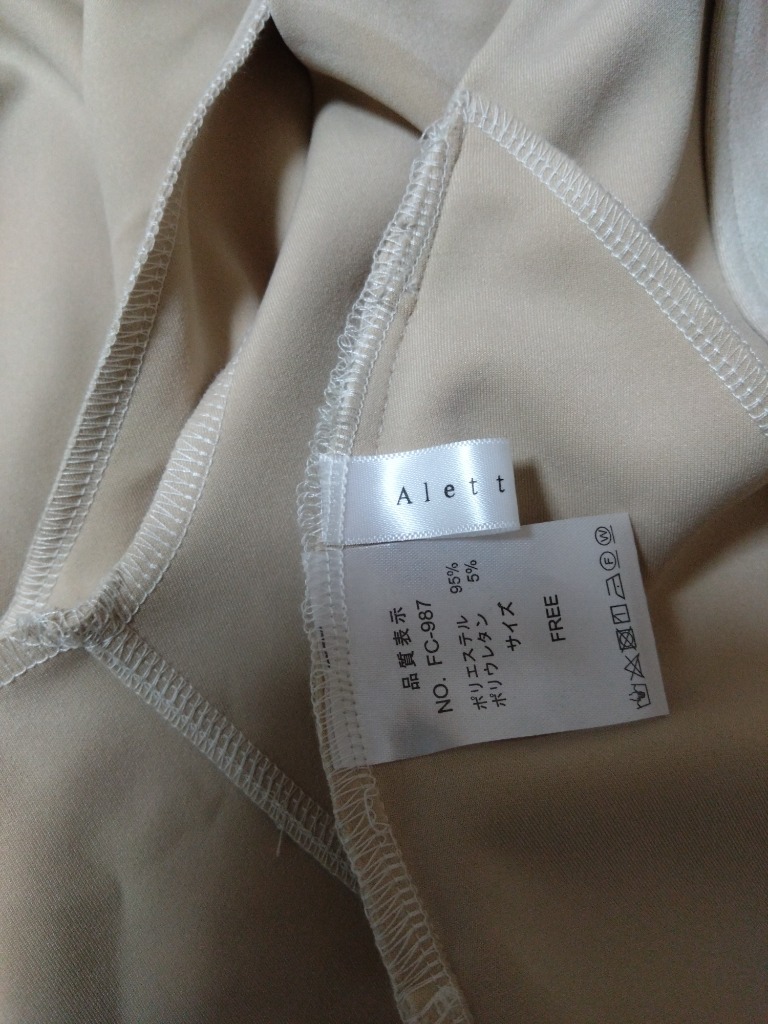 Alett
品質表示
NO. FC-987
ポリエステル 95%
ポリウレタン 5%
サイズ
FREE
F W